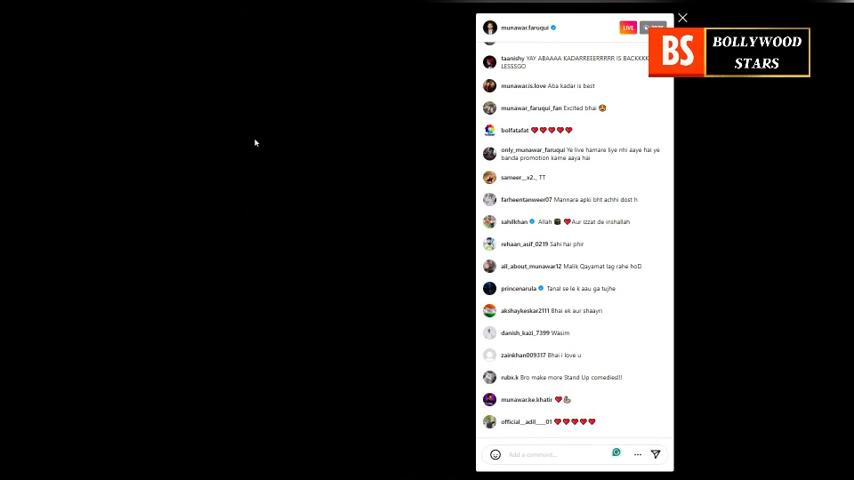 munawar.faruqui
LIVE
BS BOLLYWOOD
STARS
taanishy YAY ABAAAA KADARREEERRRRR IS BACKKKK
LESSSGO
munawar.is.love Aba kadar is best
munawar_faruqui_fan Excited bhai 😍
bolfatafat ❤️❤️❤️❤️❤️
only_munawar_faruqui Ye live hamare liye nhi aaye hai ye
banda promotion karne aaya hai
sameer__x2._ TT
farheentanweer07 Mannara apki bht achhi dost h
sahilkhan Allah 🕋 ❤️Aur izzat de inshallah
rehaan_asif_0219 Sahi hai phir
all_about_munawar12 Malik Qayamat lag rahe hoD
princenarula Tanal se le k aau ga tujhe
akshaykeskar2111 Bhai ek aur shaayri
danish_kazi_7399 Wasim
zainkhan009317 Bhai i love u
rubx.k Bro make more Stand Up comedies!!!
munawar.ke.khatir ❤️🦾
official__adil___01 ❤️❤️❤️❤️❤️
Add a comment...